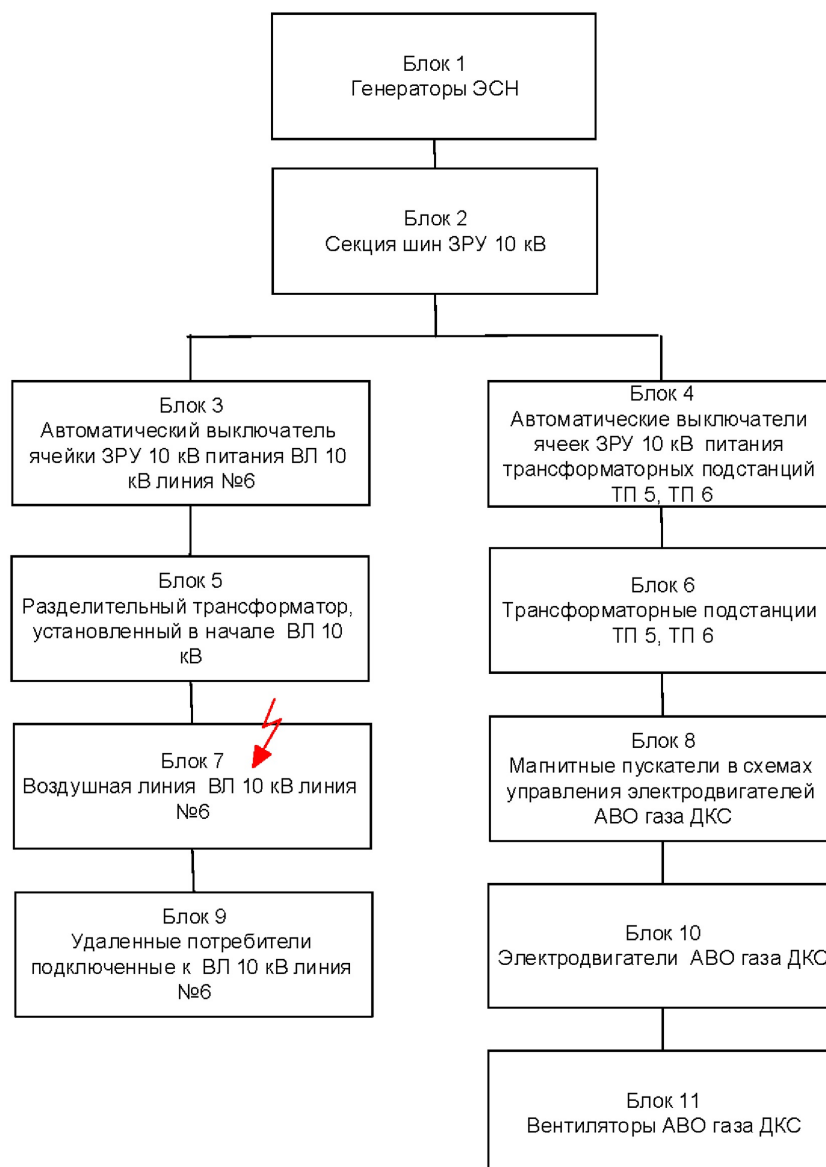 Блок 1
Генераторы ЭСН
Блок 2
Секция шин ЗРУ 10 кВ
Блок 3
Автоматический выключатель
ячейки ЗРУ 10 кВ питания ВЛ 10
кВ линия №6
Блок 4
Автоматические выключатели
ячеек ЗРУ 10 кВ питания
трансформаторных подстанций
ТП 5, ТП 6
Блок 5
Разделительный трансформатор,
установленный в начале ВЛ 10
кВ
Блок 6
Трансформаторные подстанции
ТП 5, ТП 6
Блок 7
Воздушная линия ВЛ 10 кВ линия
№6
Блок 8
Магнитные пускатели в схемах
управления электродвигателей
АВО газа ДКС
Блок 9
Удаленные потребители
подключенные к ВЛ 10 кВ линия
№6
Блок 10
Электродвигатели АВО газа ДКС
Блок 11
Вентиляторы АВО газа ДКС